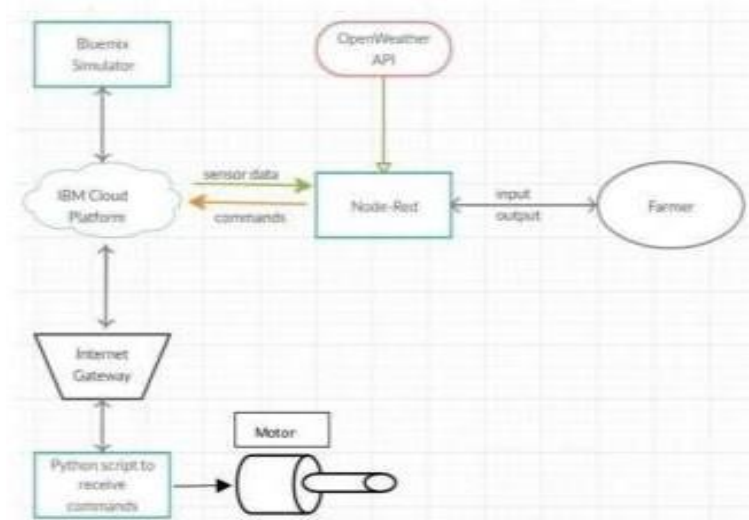 Bluemix
Simulator
OpenWeather
API
IBM Cloud
Platform
sensor data
commands
Node-Red
input
output
Farmer
Internet
Gateway
Motor
Python script to
receive
commands